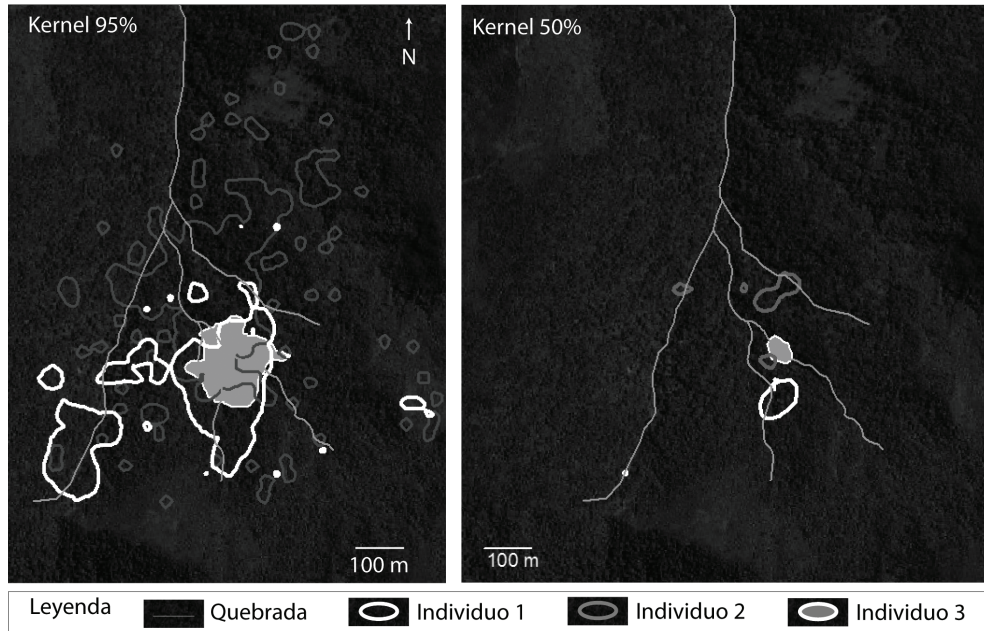 Kernel 95%
N
100 m
Kernel 50%
100 m
Leyenda
Quebrada
Individuo 1
Individuo 2
Individuo 3